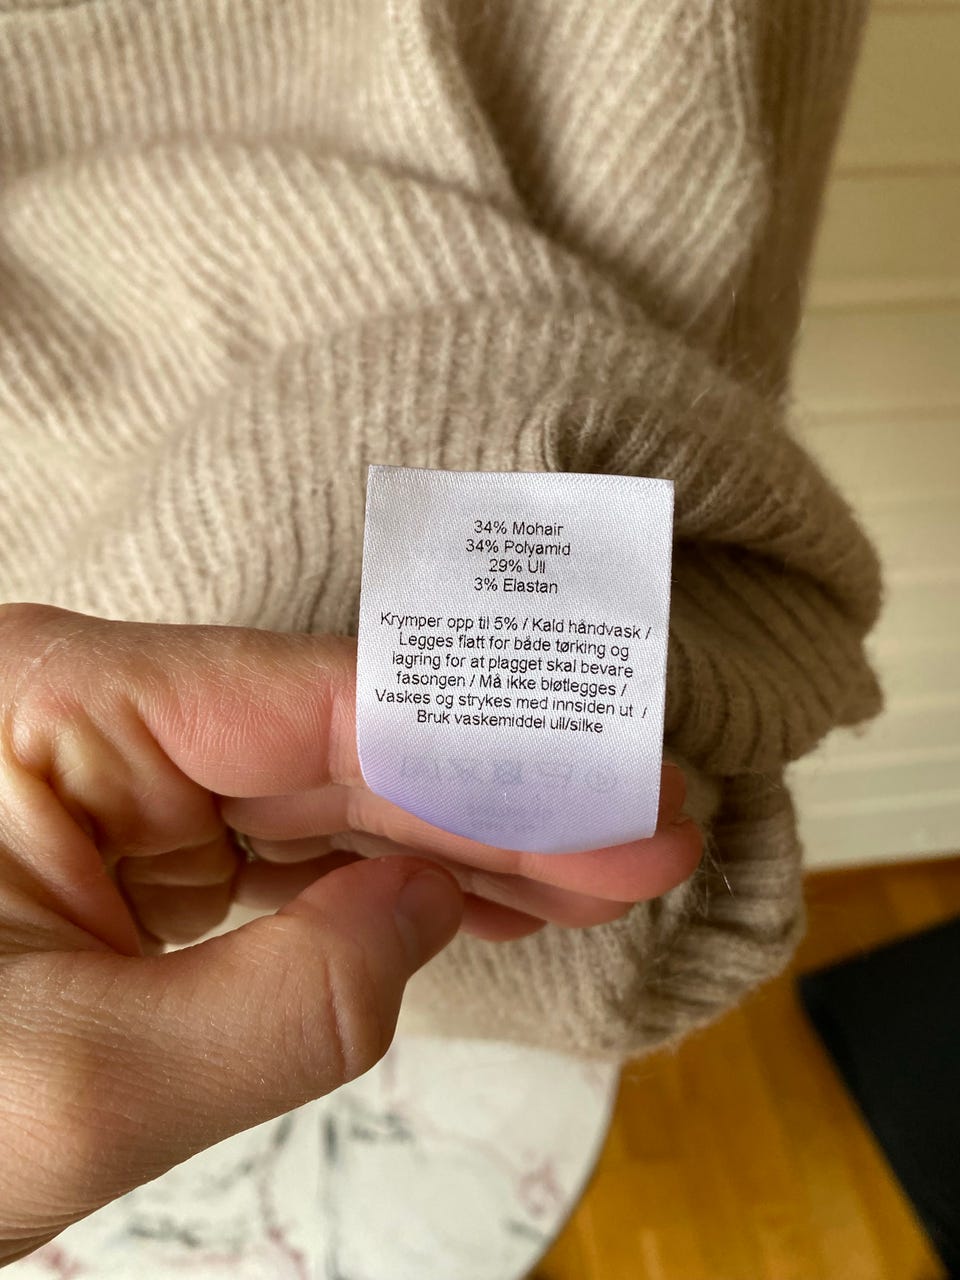 34% Mohair
34% Polyamid
29% Ull
3% Elastan
Krymper opp til 5% / Kald håndvask /
Legges flatt for både tørking og
lagring for at plagget skal bevare
fasongen / Må ikke bløtlegges /
Vaskes og strykes med innsiden ut /
Bruk vaskemiddel ull/silke